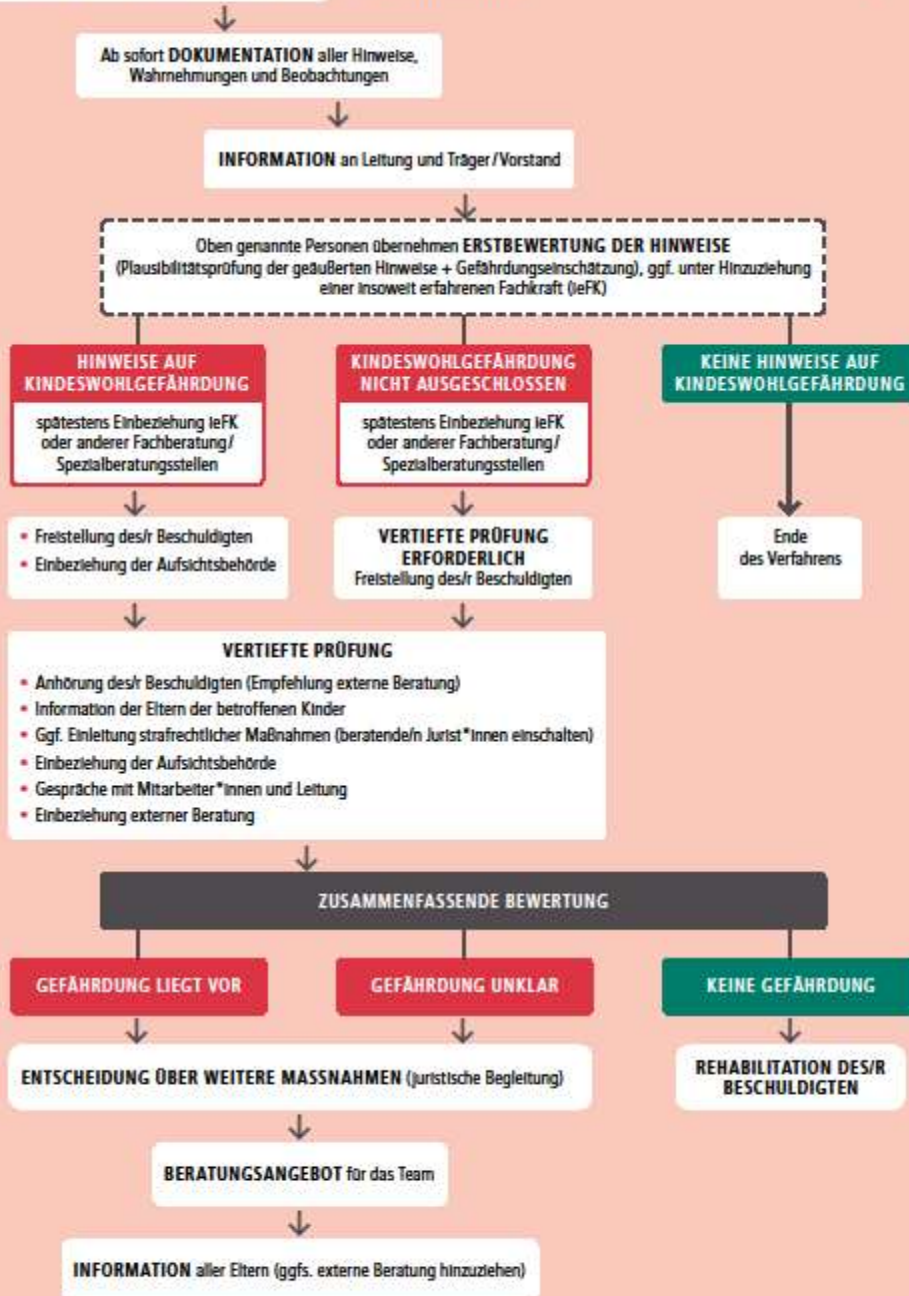 Ab sofort DOKUMENTATION aller Hinweise,
Wahrnehmungen und Beobachtungen
INFORMATION an Leitung und Träger/Vorstand
Oben genannte Personen übernehmen ERSTBEWERTUNG DER HINWEISE
(Plausibilitätsprüfung der geäußerten Hinweise + Gefährdungseinschätzung), ggf. unter Hinzuziehung
einer insoweit erfahrenen Fachkraft (ieFK)
HINWEISE AUF
KINDESWOHLGEFÄHRDUNG
spätestens Einbeziehung ieFK
oder anderer Fachberatung/
Spezialberatungsstellen
KINDESWOHLGEFÄHRDUNG
NICHT AUSGESCHLOSSEN
spätestens Einbeziehung ieFK
oder anderer Fachberatung/
Spezialberatungsstellen
KEINE HINWEISE AUF
KINDESWOHLGEFÄHRDUNG
• Freistellung des/r Beschuldigten
• Einbeziehung der Aufsichtsbehörde
VERTIEFTE PRÜFUNG
ERFORDERLICH
Freistellung des/r Beschuldigten
Ende
des Verfahrens
VERTIEFTE PRÜFUNG
• Anhörung des/r Beschuldigten (Empfehlung externe Beratung)
• Information der Eltern der betroffenen Kinder
• Ggf. Einleitung strafrechtlicher Maßnahmen (beratende/n Jurist*innen einschalten)
• Einbeziehung der Aufsichtsbehörde
• Gespräche mit Mitarbeiter*innen und Leitung
• Einbeziehung externer Beratung
ZUSAMMENFASSENDE BEWERTUNG
GEFÄHRDUNG LIEGT VOR
GEFÄHRDUNG UNKLAR
KEINE GEFÄHRDUNG
ENTSCHEIDUNG ÜBER WEITERE MASSNAHMEN (juristische Begleitung)
REHABILITATION DES/R
BESCHULDIGTEN
BERATUNGSANGEBOT für das Team
INFORMATION aller Eltern (ggfs. externe Beratung hinzuziehen)